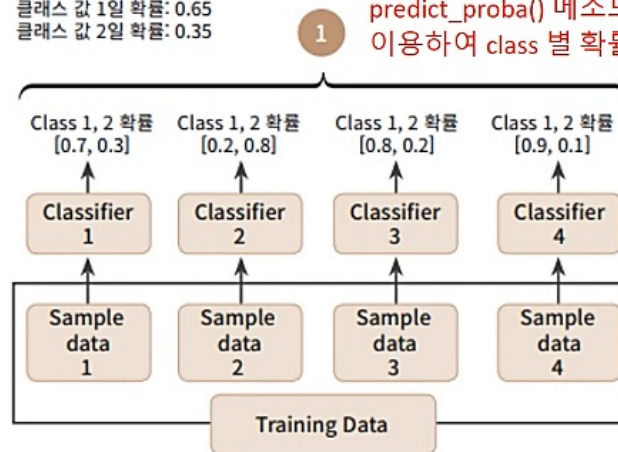 클래스 값 1일 확률: 0.65
클래스 값 2일 확률: 0.35
1
predict_proba() 메소드
이용하여 class 별 확률
Class 1, 2 확률
[0.7, 0.3]
Class 1, 2 확률
[0.2, 0.8]
Class 1, 2 확률
[0.8, 0.2]
Class 1, 2 확률
[0.9, 0.1]
Classifier
1
Classifier
2
Classifier
3
Classifier
4
Sample
data
1
Sample
data
2
Sample
data
3
Sample
data
4
Training Data